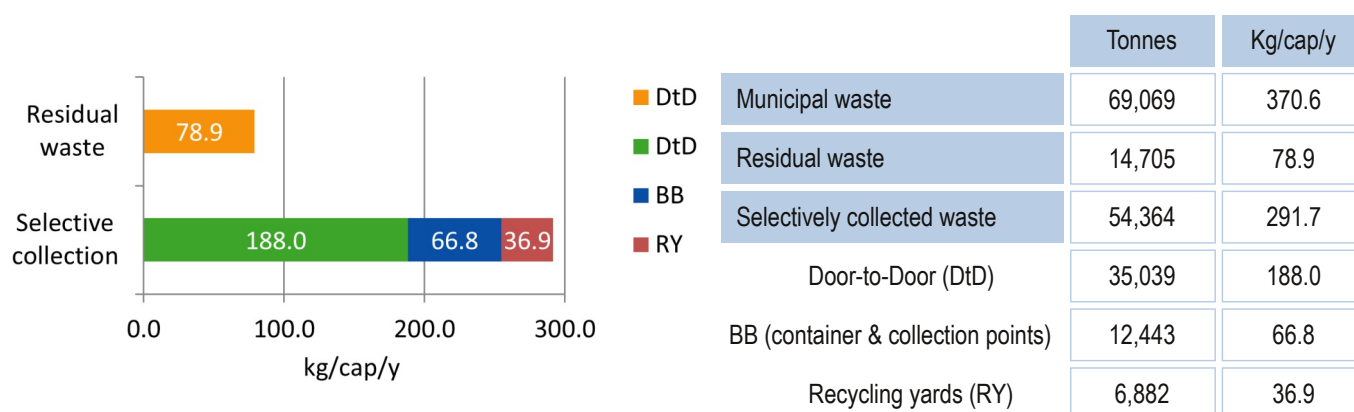 Residual
waste
78.9
Selective
collection
188.0 66.8 36.9
0.0 100.0 200.0 300.0
kg/cap/y
DtD
DtD
BB
RY
Tonnes Kg/cap/y
Municipal waste 69,069 370.6
Residual waste 14,705 78.9
Selectively collected waste 54,364 291.7
Door-to-Door (DtD) 35,039 188.0
BB (container & collection points) 12,443 66.8
Recycling yards (RY) 6,882 36.9